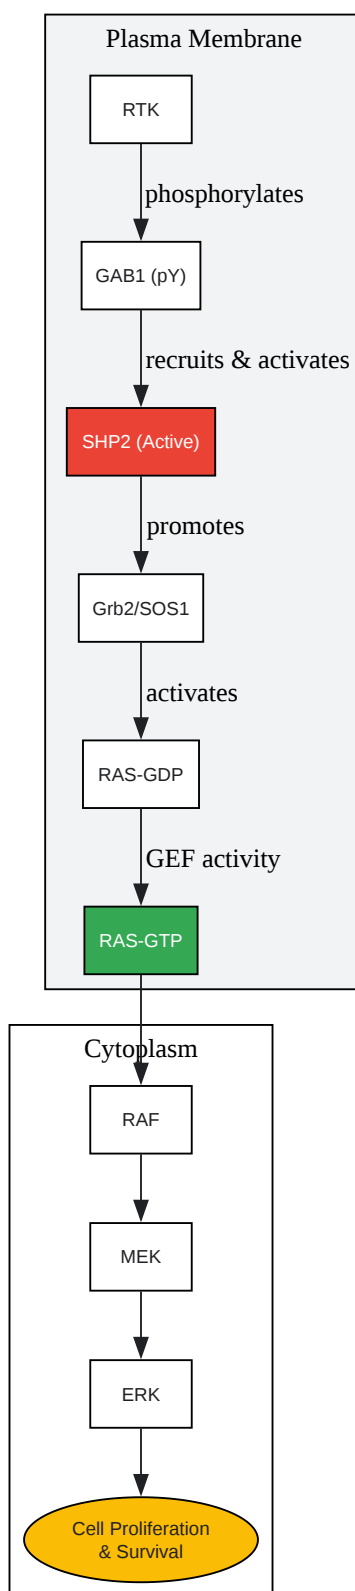 Plasma Membrane
RTK
phosphorylates
GAB1 (pY)
recruits & activates
SHP2 (Active)
promotes
Grb2/SOS1
activates
RAS-GDP
GEF activity
RAS-GTP
Cytoplasm
RAF
MEK
ERK
Cell Proliferation
& Survival